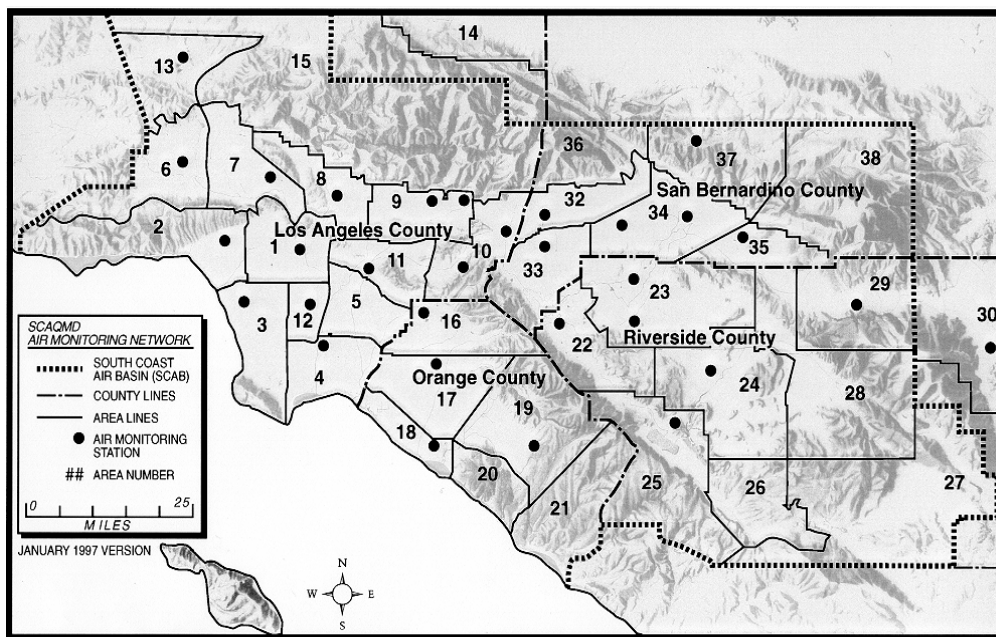 14
13
15
36
37
38
6
7
8
9
32
San Bernardino County
34
2
1
Los Angeles County
10
35
11
33
29
23
3
12
5
16
22
Riverside County
30
4
Orange County
24
28
17
19
18
20
21
25
26
27
SCAQMD
AIR MONITORING NETWORK
SOUTH COAST
AIR BASIN (SCAB)
COUNTY LINES
AREA LINES
AIR MONITORING
STATION
## AREA NUMBER
0 25
MILES
JANUARY 1997 VERSION
N
W E
S